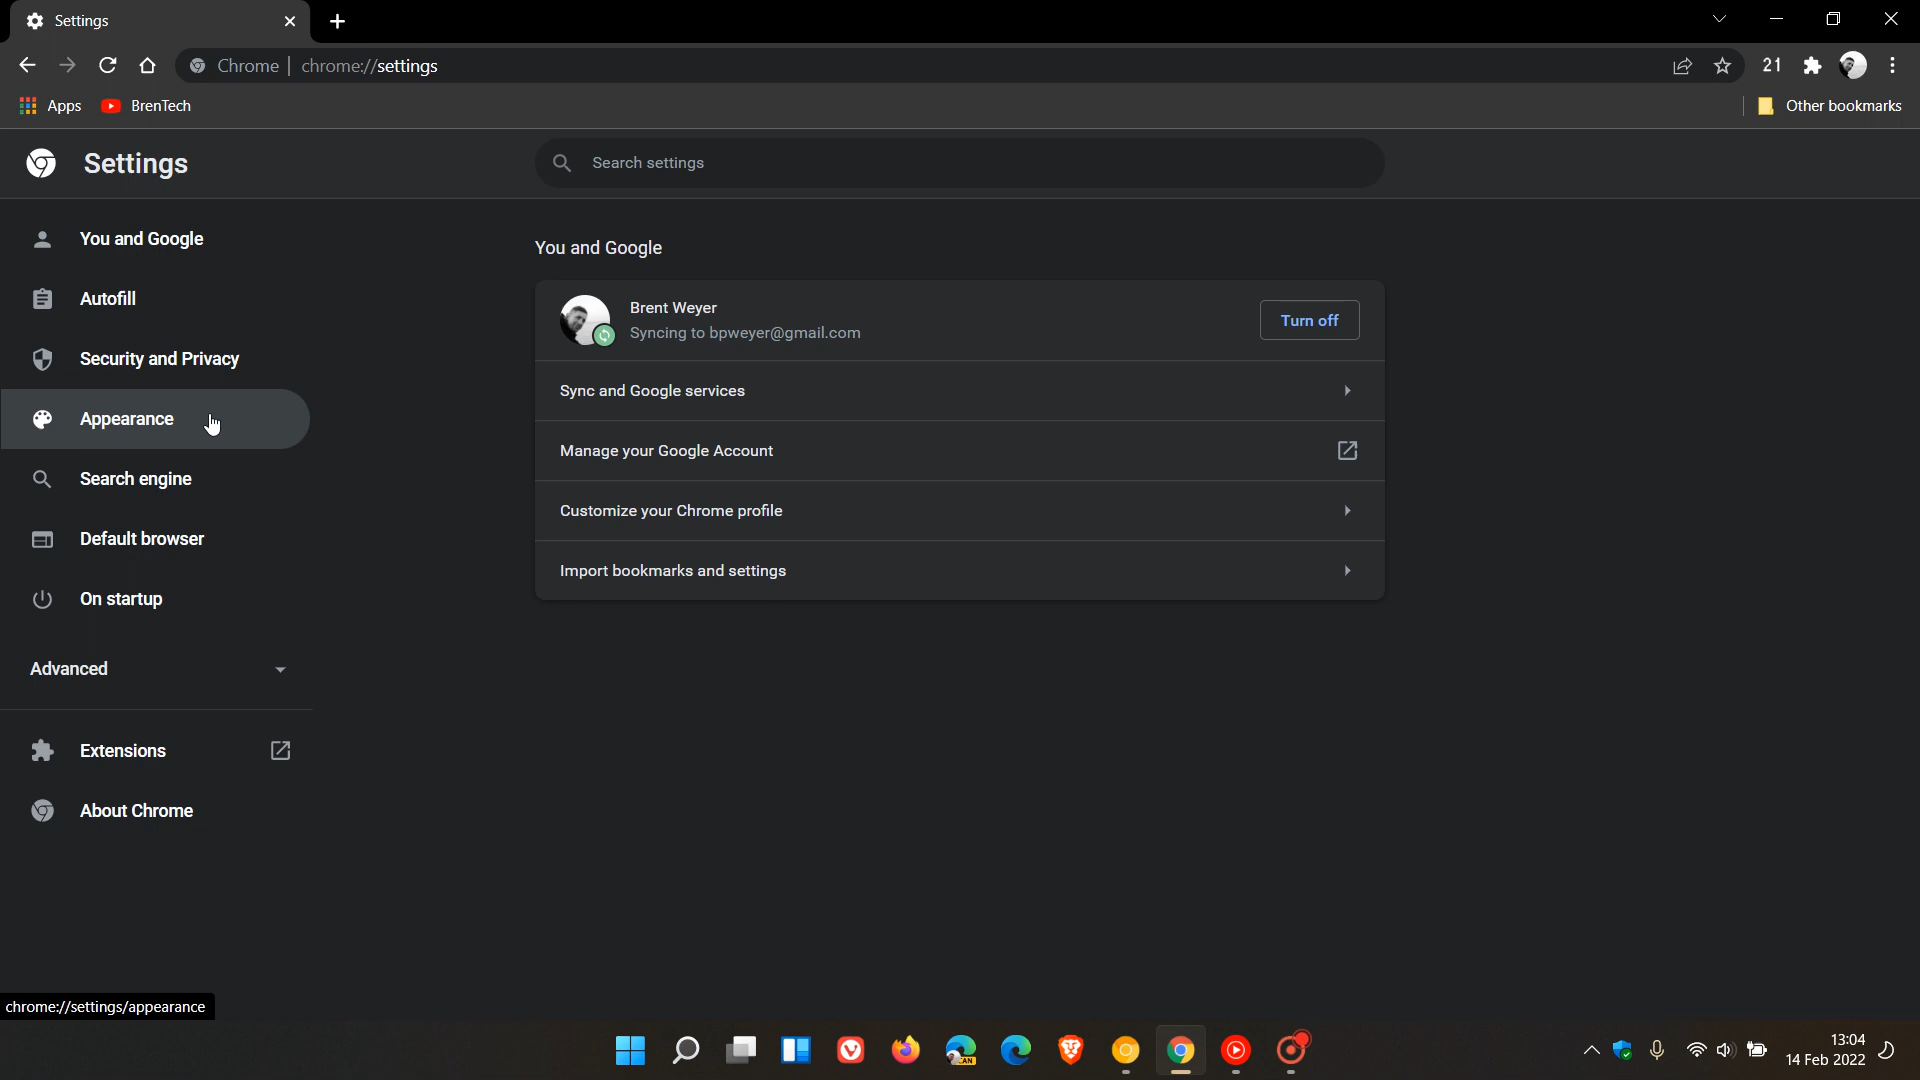 Settings
Chrome | chrome://settings
21
Apps
BrenTech
Other bookmarks
Settings
Search settings
You and Google
Autofill
Security and Privacy
Appearance
Search engine
Default browser
On startup
Advanced
Extensions
About Chrome
You and Google
Brent Weyer
Syncing to bpweyer@gmail.com
Turn off
Sync and Google services
Manage your Google Account
Customize your Chrome profile
Import bookmarks and settings
chrome://settings/appearance
CAN
13:04
14 Feb 2022